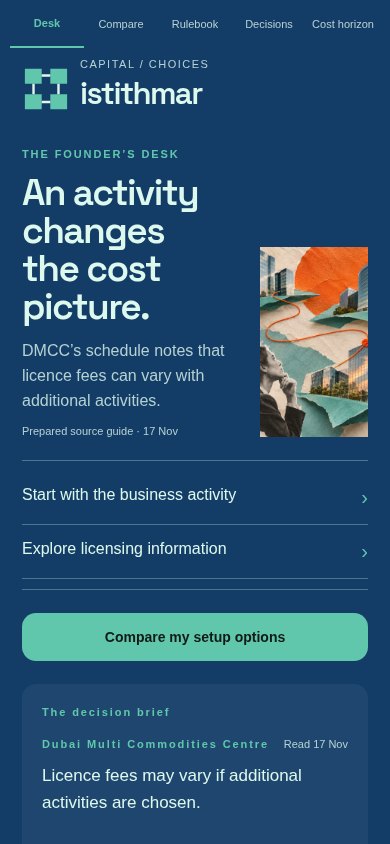 Desk
Compare
Rulebook
Decisions
Cost horizon
CAPITAL / CHOICES
istithmar
THE FOUNDER'S DESK
An activity
changes
the cost
picture.
DMCC's schedule notes that
licence fees can vary with
additional activities.
Prepared source guide · 17 Nov
Start with the business activity
Explore licensing information
Compare my setup options
The decision brief
Dubai Multi Commodities Centre
Read 17 Nov
Licence fees may vary if additional
activities are chosen.